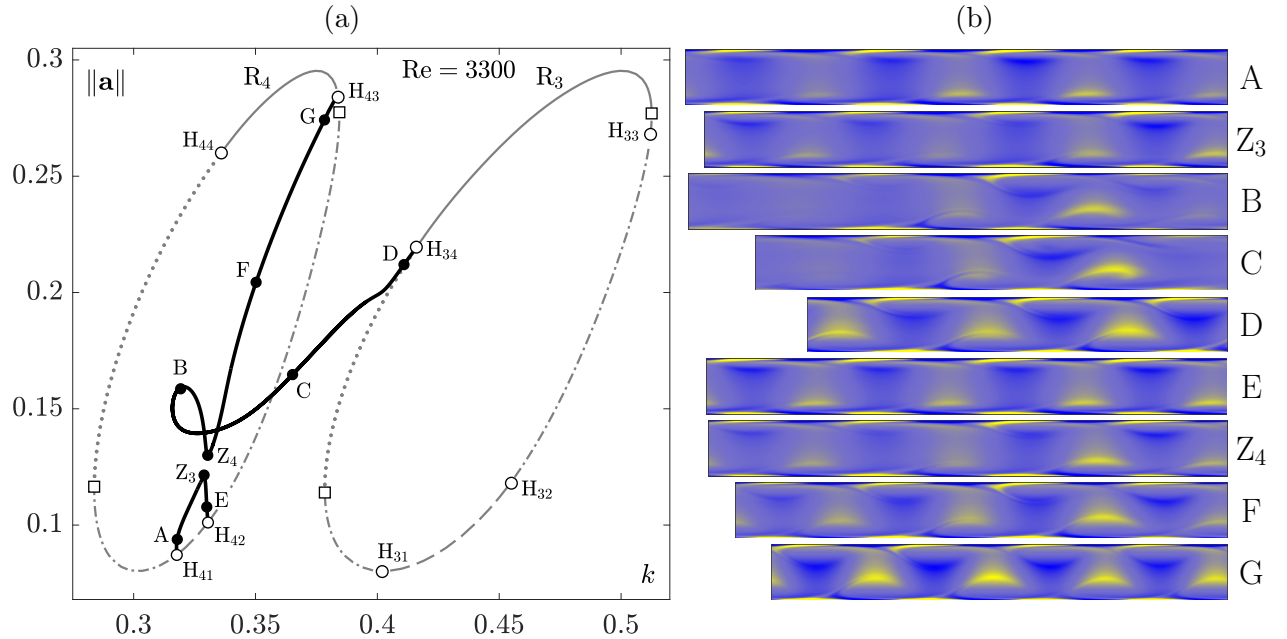 (a)
(b)
0.3
0.25
0.2
0.15
0.1
‖a‖
R₄
Re = 3300
R₃
H₄₃
G
H₄₄
H₃₃
F
D
H₃₄
B
C
Z₄
Z₃
E
A
H₄₂
H₄₁
H₃₂
H₃₁
k
0.3
0.35
0.4
0.45
0.5
A
Z₃
B
C
D
E
Z₄
F
G